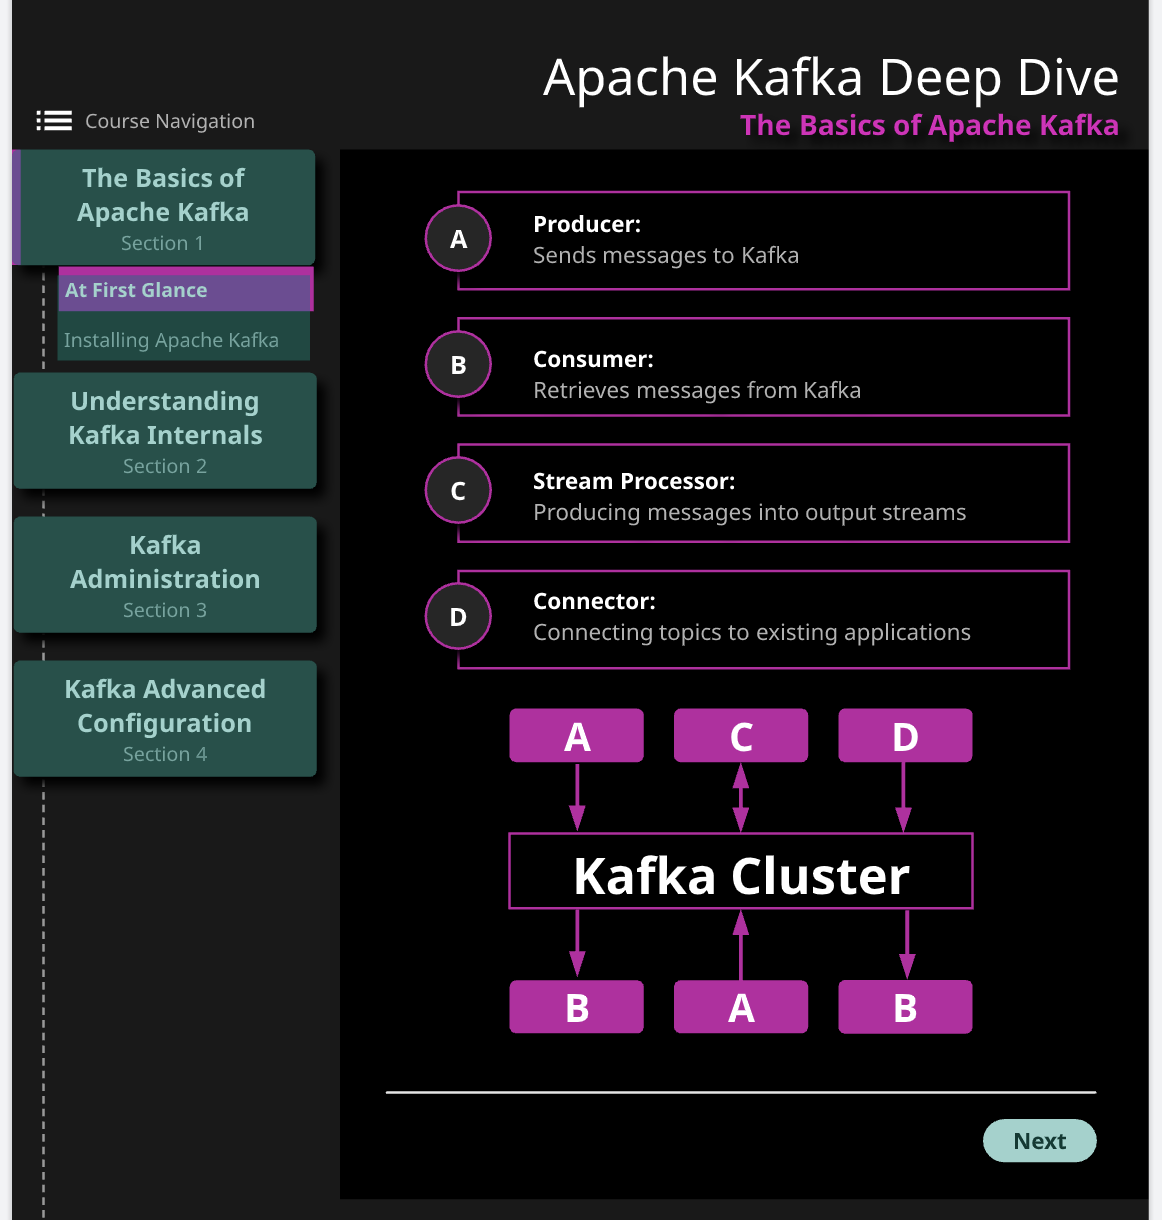 Apache Kafka Deep Dive
The Basics of Apache Kafka
Course Navigation
The Basics of
Apache Kafka
Section 1
At First Glance
Installing Apache Kafka
Understanding
Kafka Internals
Section 2
Kafka
Administration
Section 3
Kafka Advanced
Configuration
Section 4
A
Producer:
Sends messages to Kafka
B
Consumer:
Retrieves messages from Kafka
C
Stream Processor:
Producing messages into output streams
D
Connector:
Connecting topics to existing applications
A C D
Kafka Cluster
B A B
Next